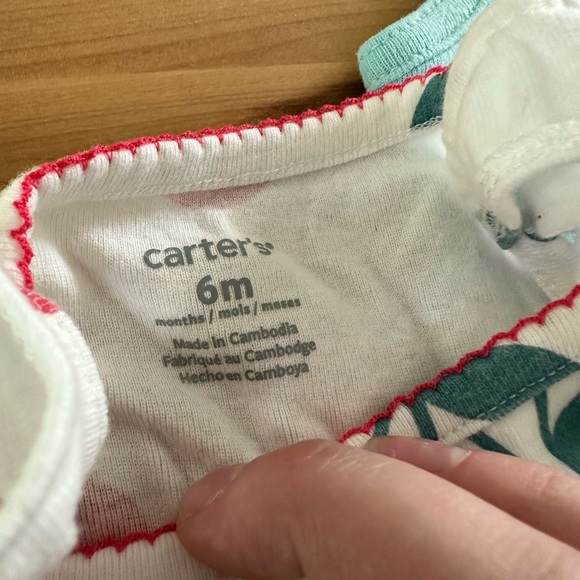 carter's®
6m
months / mois / meses
Made in Cambodia
Fabriqué au Cambodge
Hecho en Camboya